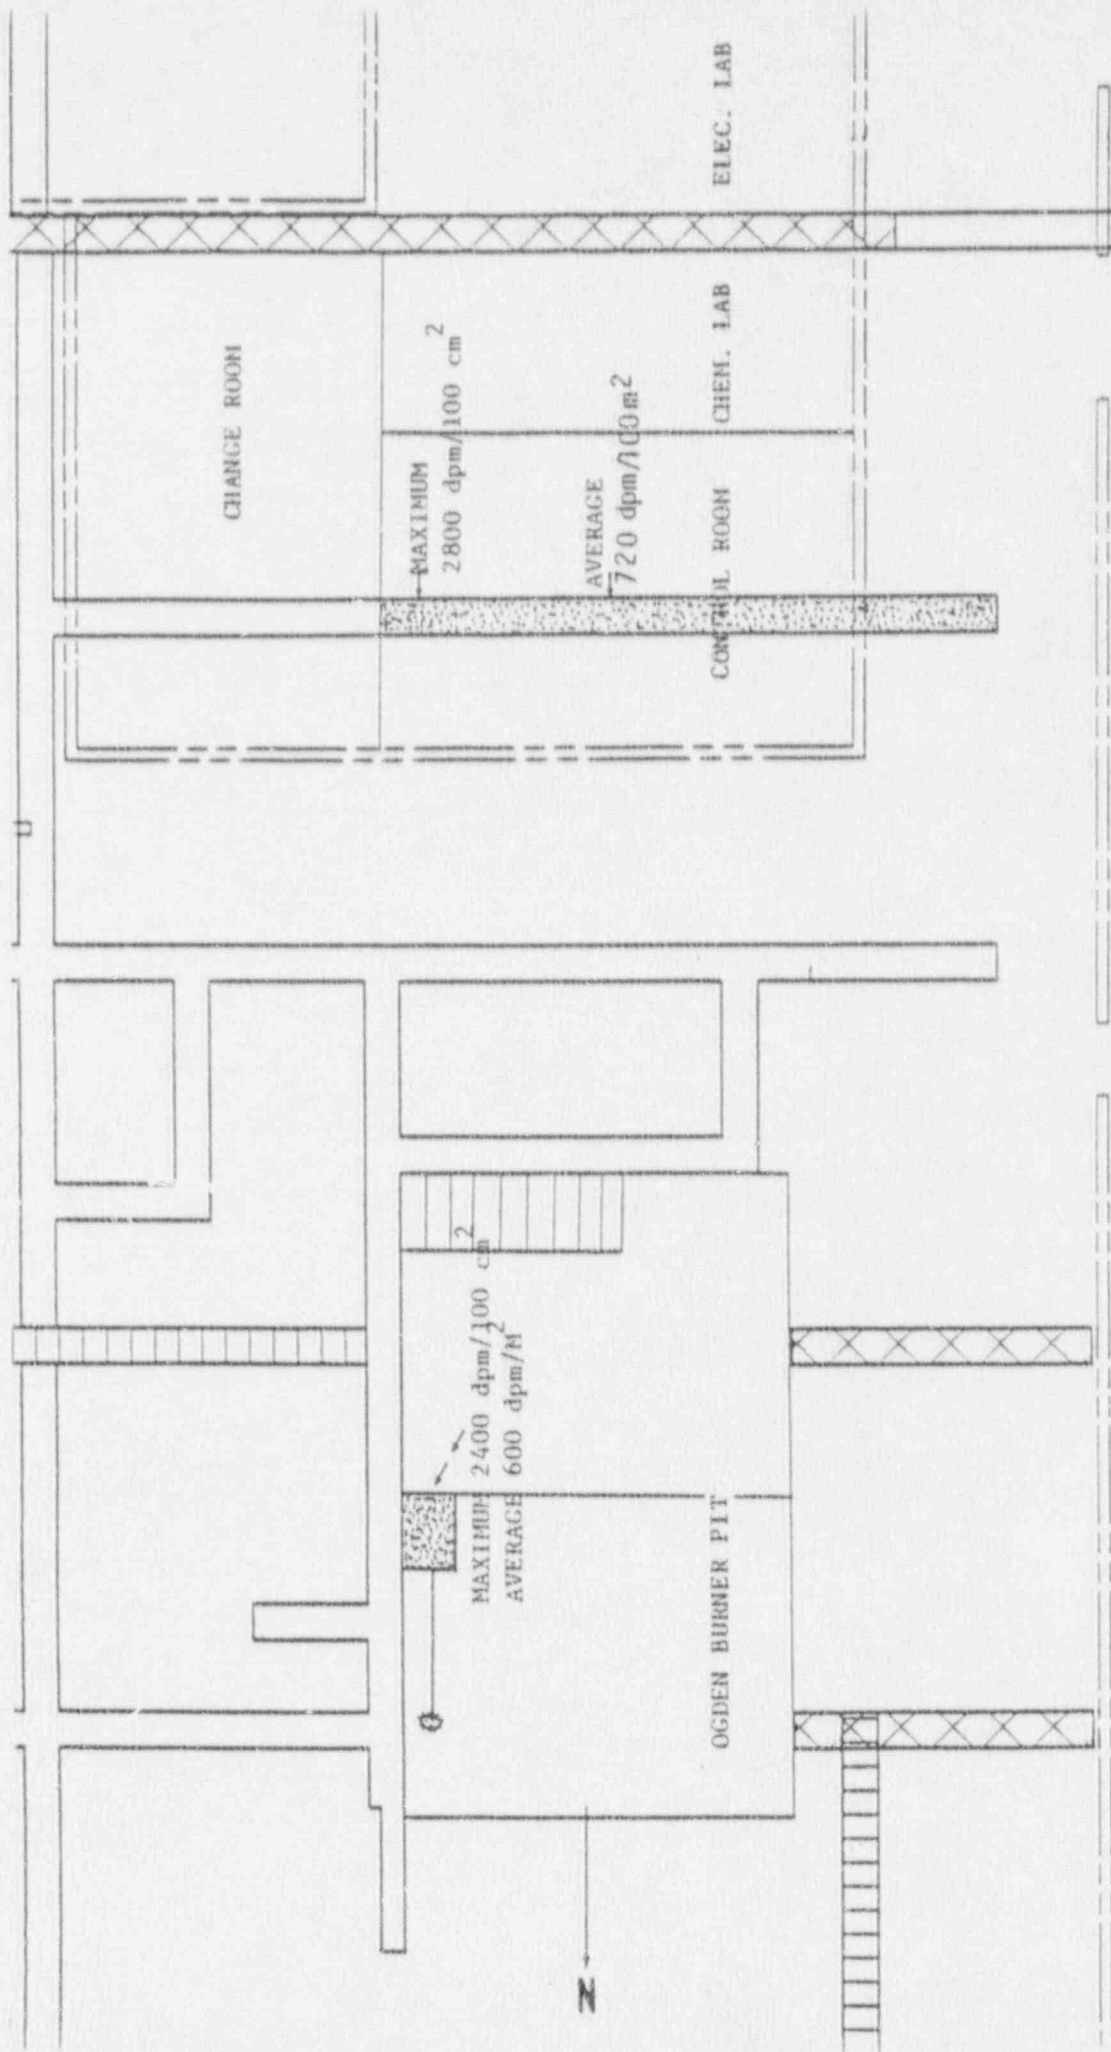 CHANGE ROOM
MAXIMUM
2800 dpm/100 cm²
AVERAGE
720 dpm/100m²
CONTROL ROOM
CHEM. LAB
ELEC. LAB
MAXIMUM 2400 dpm/100 cm²
AVERAGE 600 dpm/M²
OGDEN BURNER PIT
N